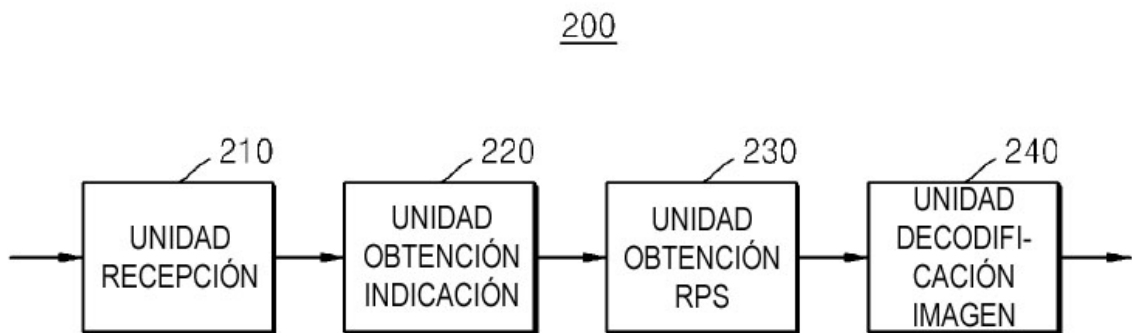 200
210
220
230
240
UNIDAD
RECEPCIÓN
UNIDAD
OBTENCIÓN
INDICACIÓN
UNIDAD
OBTENCIÓN
RPS
UNIDAD
DECODIFI-
CACIÓN
IMAGEN